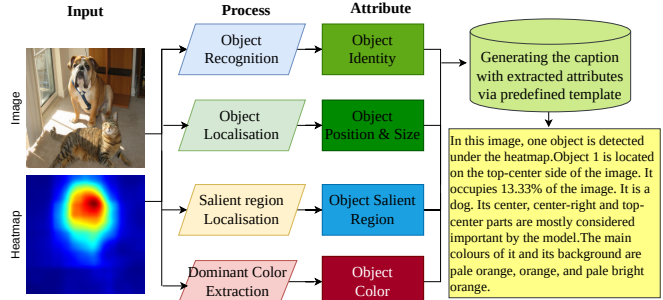 Input
Process
Attribute
Image
Heatmap
Object
Recognition
Object
Identity
Object
Localisation
Object
Position & Size
Salient region
Localisation
Object Salient
Region
Dominant Color
Extraction
Object
Color
Generating the caption
with extracted attributes
via predefined template
In this image, one object is detected
under the heatmap.Object 1 is located
on the top-center side of the image. It
occupies 13.33% of the image. It is a
dog. Its center, center-right and top-
center parts are mostly considered
important by the model.The main
colours of it and its background are
pale orange, orange, and pale bright
orange.